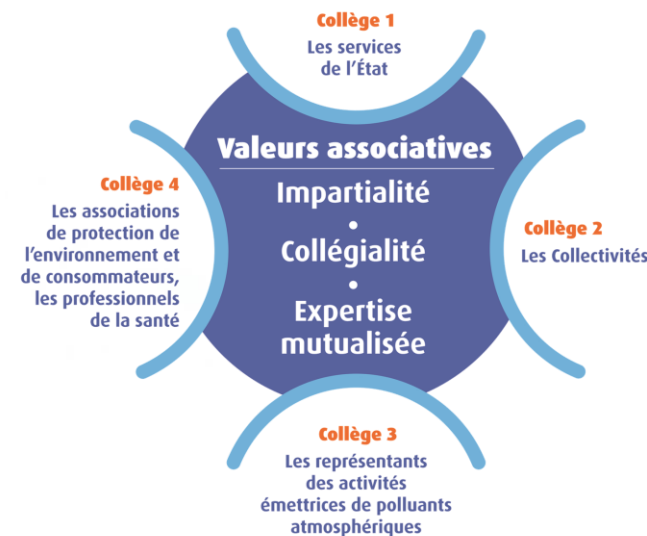 Collège 1
Les services
de l'État
Valeurs associatives
Impartialité
•
Collégialité
•
Expertise
mutualisée
Collège 4
Les associations
de protection de
l'environnement et
de consommateurs,
les professionnels
de la santé
Collège 2
Les Collectivités
Collège 3
Les représentants
des activités
émettrices de polluants
atmosphériques